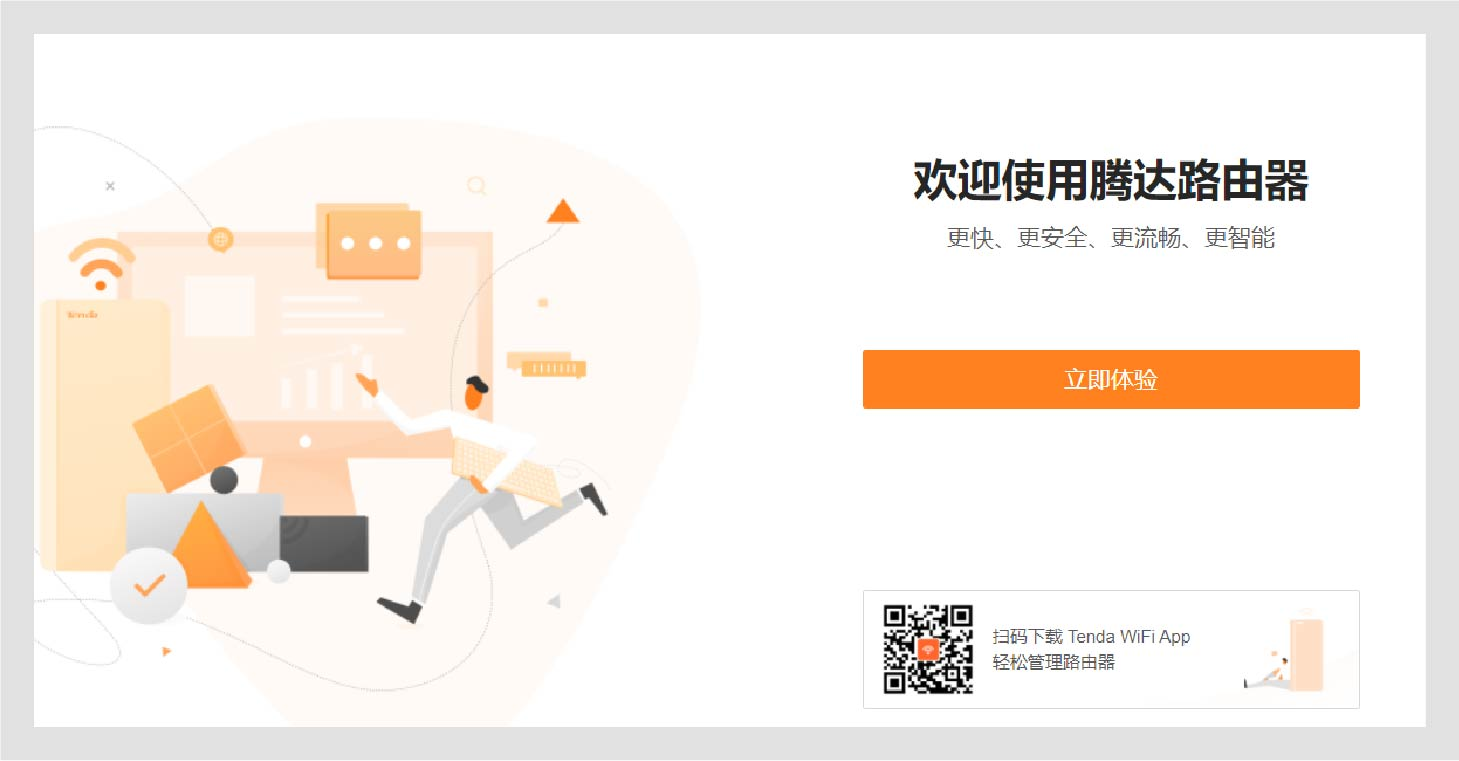 欢迎使用腾达路由器
更快、更安全、更流畅、更智能
Tenda
立即体验
扫码下载 Tenda WiFi App
轻松管理路由器